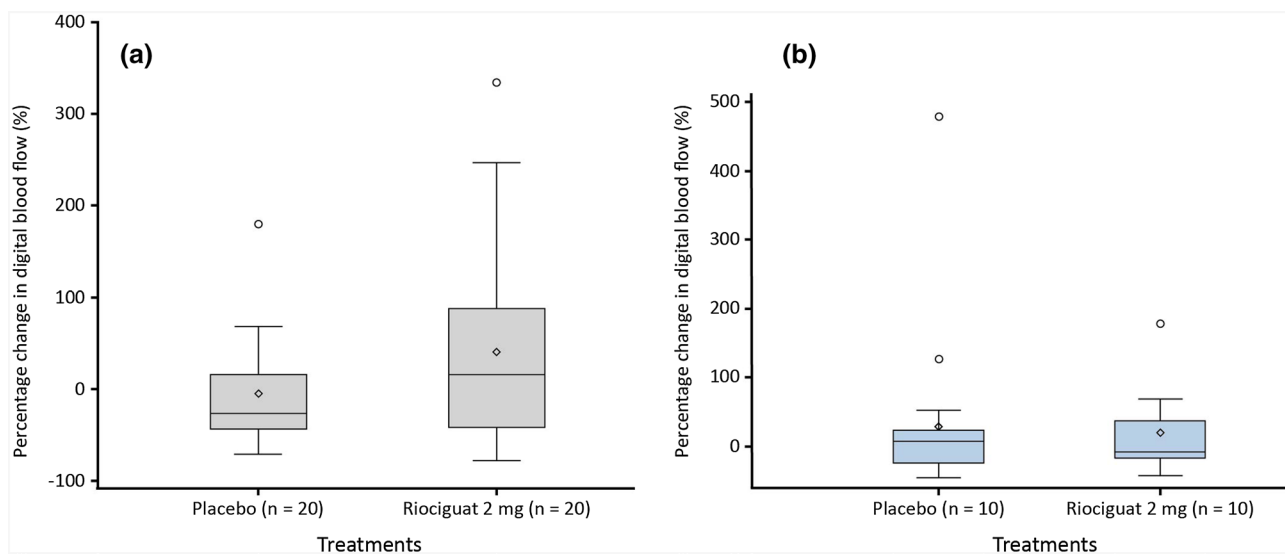 (a)
Percentage change in digital blood flow (%)
400
300
200
100
0
-100
Placebo (n = 20)
Riociguat 2 mg (n = 20)
Treatments
(b)
Percentage change in digital blood flow (%)
500
400
300
200
100
0
Placebo (n = 10)
Riociguat 2 mg (n = 10)
Treatments